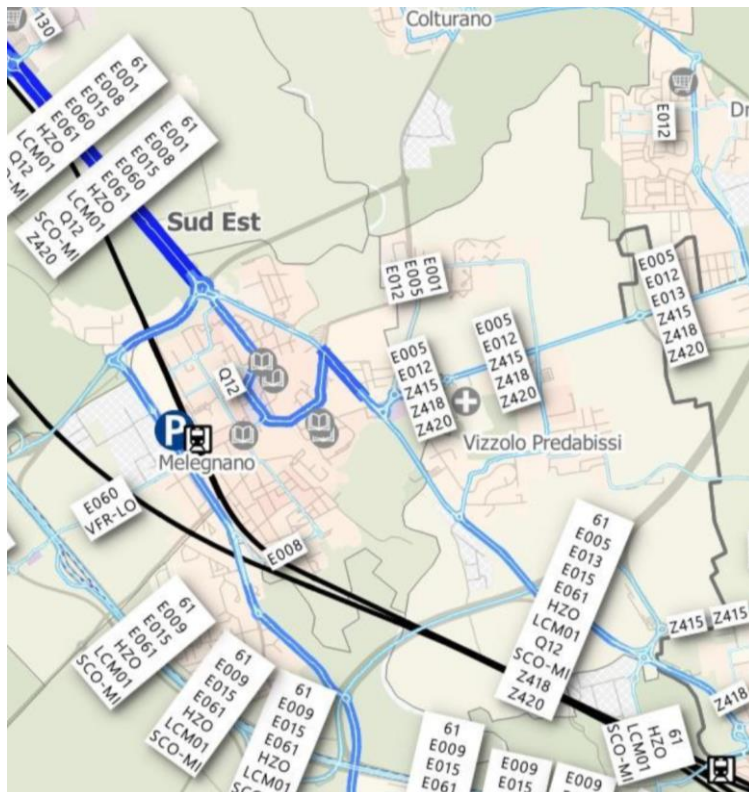 130
Colturano
Dr
61
E001
E008
E015
E060
E061
HZO
LCM01
Q12
O-MI
61
E001
E008
E015
E060
E061
HZO
LCM01
Q12
SCO-MI
Z420
E012
Sud Est
E001
E005
E012
E005
E012
E013
Z415
Z418
Z420
E005
E012
Z415
Z418
Z420
E005
E012
Z415
Z418
Z420
Q12
P
Vizzolo Predabissi
Melegnano
E060
VFR-LO
E008
61
E005
E013
E015
E061
HZO
LCM01
Q12
SCO-MI
Z418
Z420
61
E009
E015
E061
HZO
LCM01
SCO-MI
61
E009
E015
E061
HZO
LCM01
SCO-MI
61
E009
E015
E061
HZO
LCM01
SCO
Z415
Z415
Z418
61
HZO
LCM01
SCO-MI
61
E009
E015
E061
E009
E015
E009